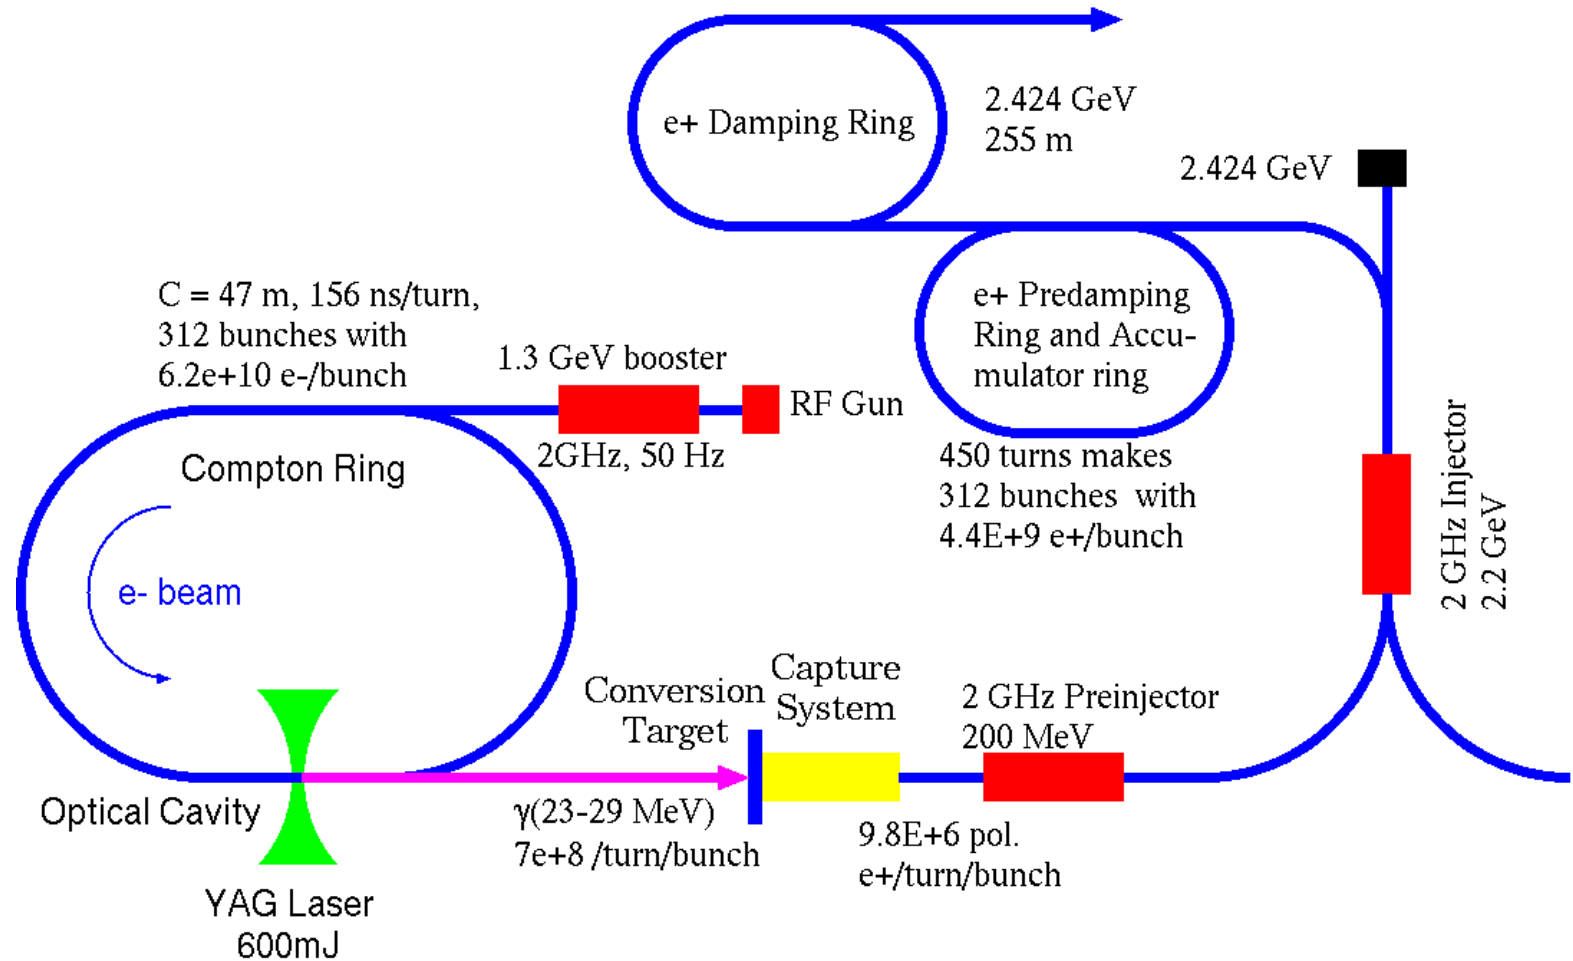 e+ Damping Ring
2.424 GeV
255 m
2.424 GeV
C = 47 m, 156 ns/turn,
312 bunches with
6.2e+10 e-/bunch
1.3 GeV booster
RF Gun
2GHz, 50 Hz
e+ Predamping
Ring and Accu-
mulator ring
450 turns makes
312 bunches with
4.4E+9 e+/bunch
2 GHz Injector
2.2 GeV
Compton Ring
e- beam
Conversion
Target
Capture
System
2 GHz Preinjector
200 MeV
Optical Cavity
γ(23-29 MeV)
7e+8 /turn/bunch
9.8E+6 pol.
e+/turn/bunch
YAG Laser
600mJ